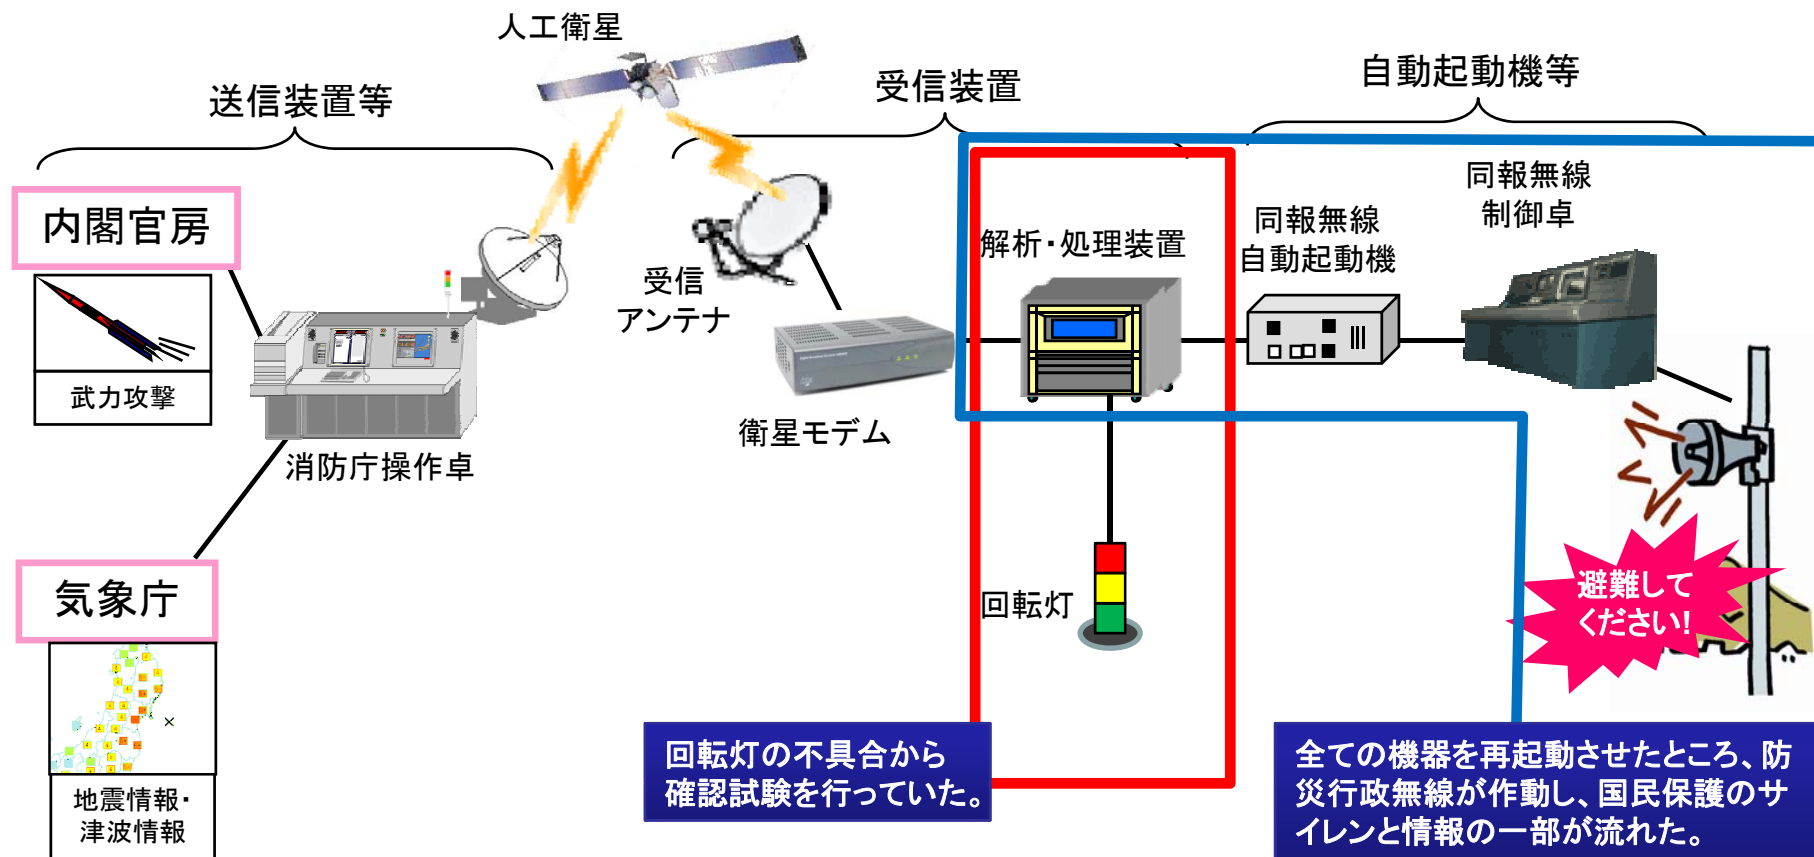 人工衛星
送信装置等
受信装置
自動起動機等
内閣官房
武力攻撃
消防庁操作卓
受信
アンテナ
衛星モデム
解析・処理装置
同報無線
自動起動機
同報無線
制御卓
回転灯
避難して
ください!
気象庁
地震情報・
津波情報
回転灯の不具合から
確認試験を行っていた。
全ての機器を再起動させたところ、防
災行政無線が作動し、国民保護のサ
イレンと情報の一部が流れた。